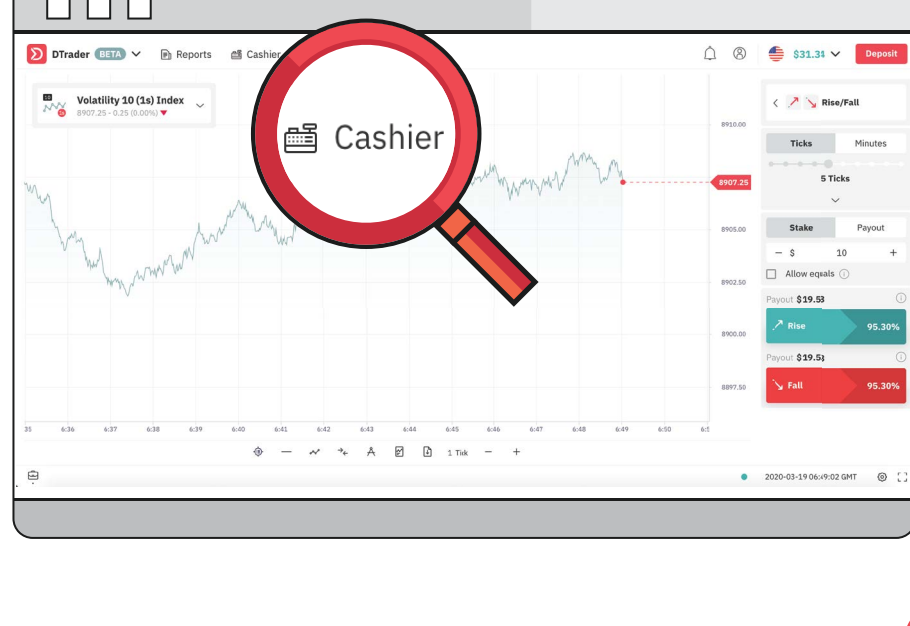 DTrader BETA Reports Cashier $31.34 Deposit
Cashier
10
1s
Volatility 10 (1s) Index
8907.25 - 0.25 (0.00%)
Rise/Fall
Ticks Minutes
5 Ticks
Stake Payout
− $ 10 +
Allow equals
Payout $19.53
Rise 95.30%
Payout $19.53
Fall 95.30%
8910.00
8907.25
8905.00
8902.50
8900.00
8897.50
35 6:36 6:37 6:38 6:39 6:40 6:41 6:42 6:43 6:44 6:45 6:46 6:47 6:48 6:49 6:50
1 Tick − +
2020-03-19 06:49:02 GMT